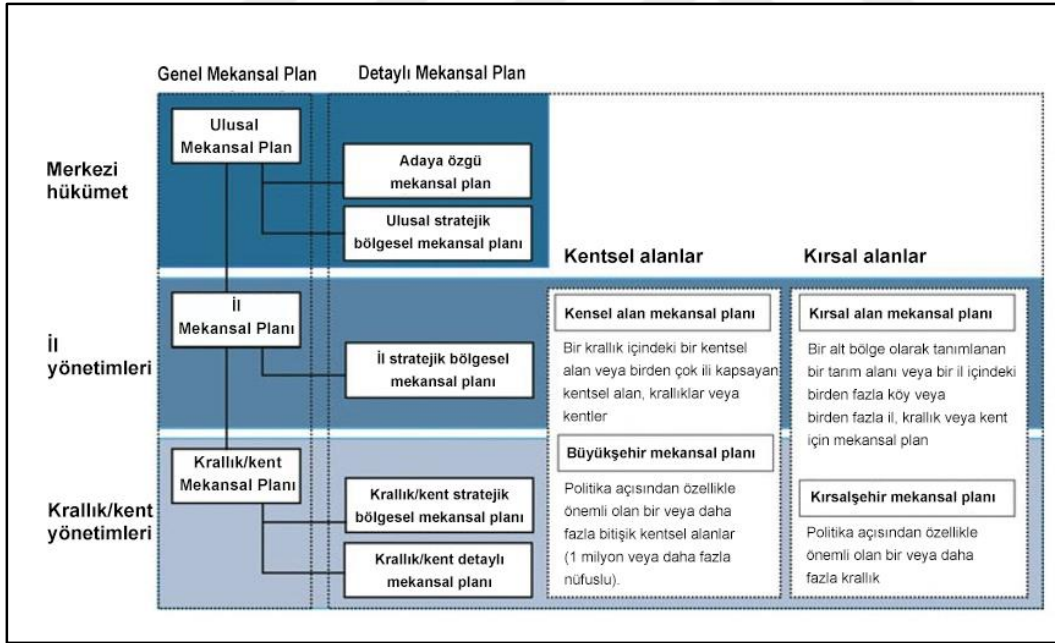 Genel Mekansal Plan
Detaylı Mekansal Plan
Merkezi
hükümet
Ulusal
Mekansal Plan
Adaya özgü
mekansal plan
Ulusal stratejik
bölgesel mekansal planı
Kentsel alanlar
Kırsal alanlar
İl
yönetimleri
İl
Mekansal Planı
İl stratejik bölgesel
mekansal planı
Kensel alan mekansal planı
Bir krallık içindeki bir kentsel
alan veya birden çok ili kapsayan
kentsel alan, krallıklar veya
kentler
Kırsal alan mekansal planı
Bir alt bölge olarak tanımlanan
bir tarım alanı veya bir il içindeki
birden fazla köy veya
birden fazla il, krallık veya kent
için mekansal plan
Krallık/kent
yönetimleri
Krallık/kent
Mekansal Planı
Krallık/kent stratejik
bölgesel mekansal planı
Krallık/kent detaylı
mekansal planı
Büyükşehir mekansal planı
Politika açısından özellikle
önemli olan bir veya daha
fazla bitişik kentsel alanlar
(1 milyon veya daha fazla
nüfuslu).
Kırsalşehir mekansal planı
Politika açısından özellikle
önemli olan bir veya daha
fazla krallık